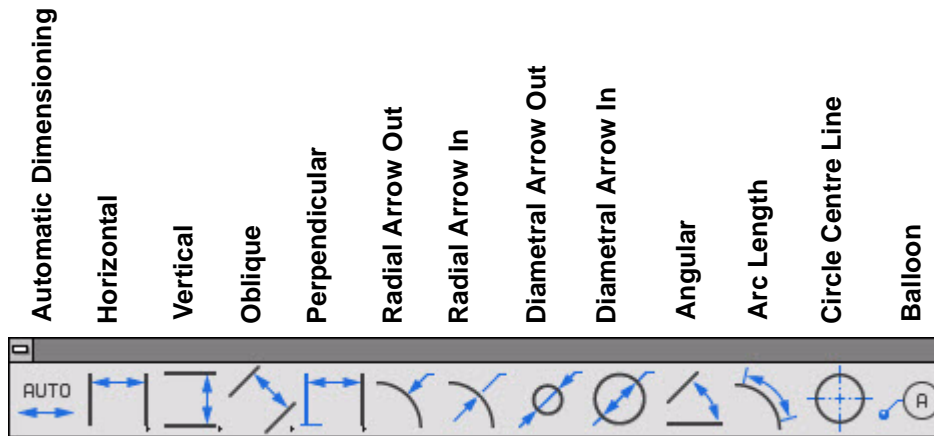 Automatic Dimensioning
Horizontal
Vertical
Oblique
Perpendicular
Radial Arrow Out
Radial Arrow In
Diametral Arrow Out
Diametral Arrow In
Angular
Arc Length
Circle Centre Line
Balloon
AUTO
A